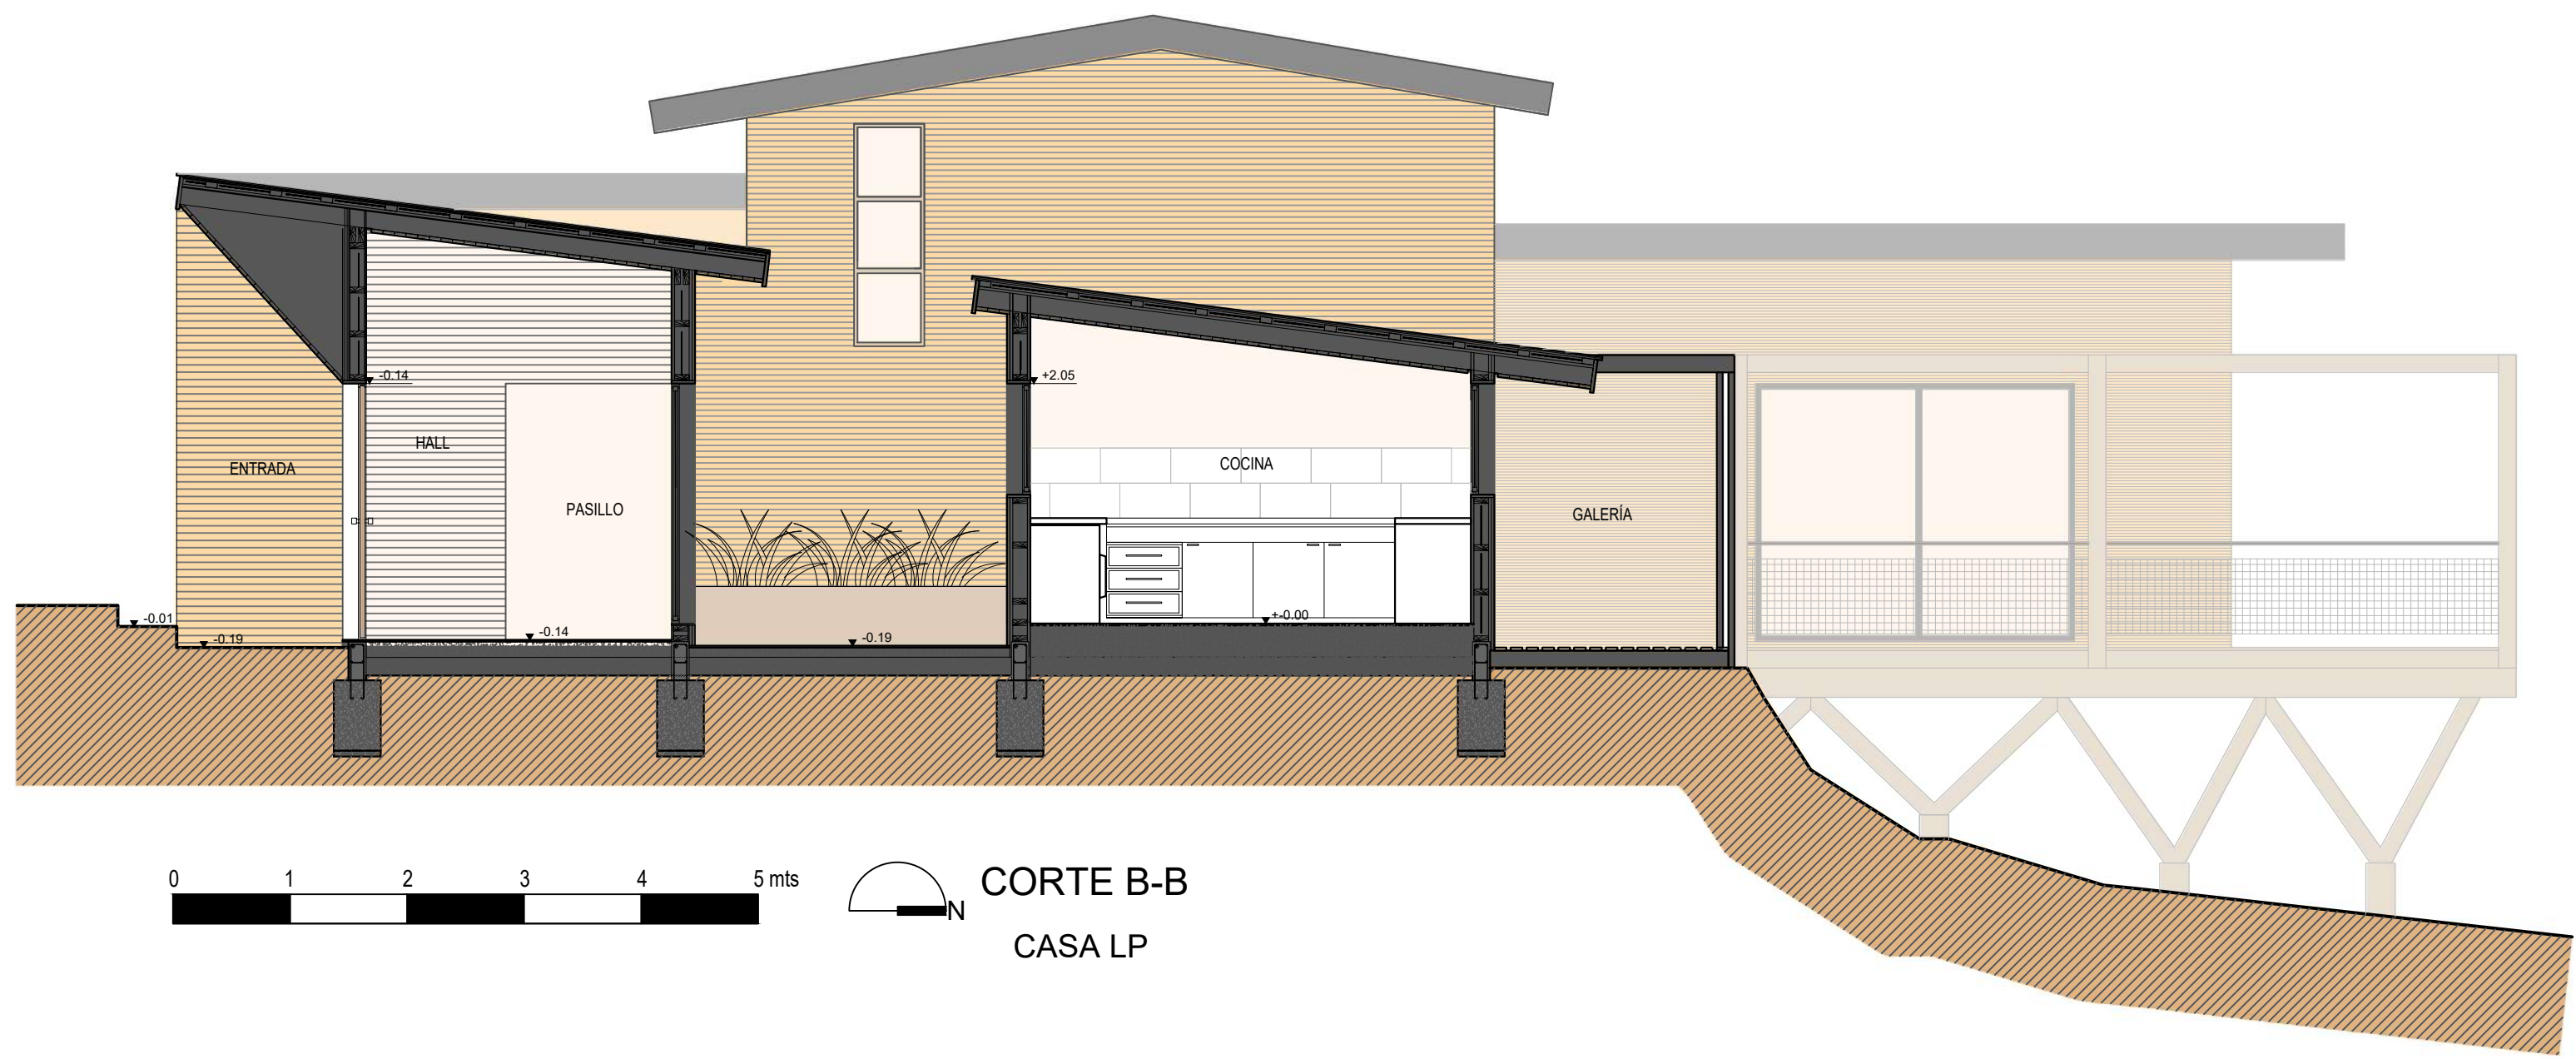 -0.14
+2.05
HALL
ENTRADA
COCINA
PASILLO
GALERÍA
-0.01
-0.19
-0.14
-0.19
+-0.00
0 1 2 3 4 5 mts
N
CORTE B-B
CASA LP